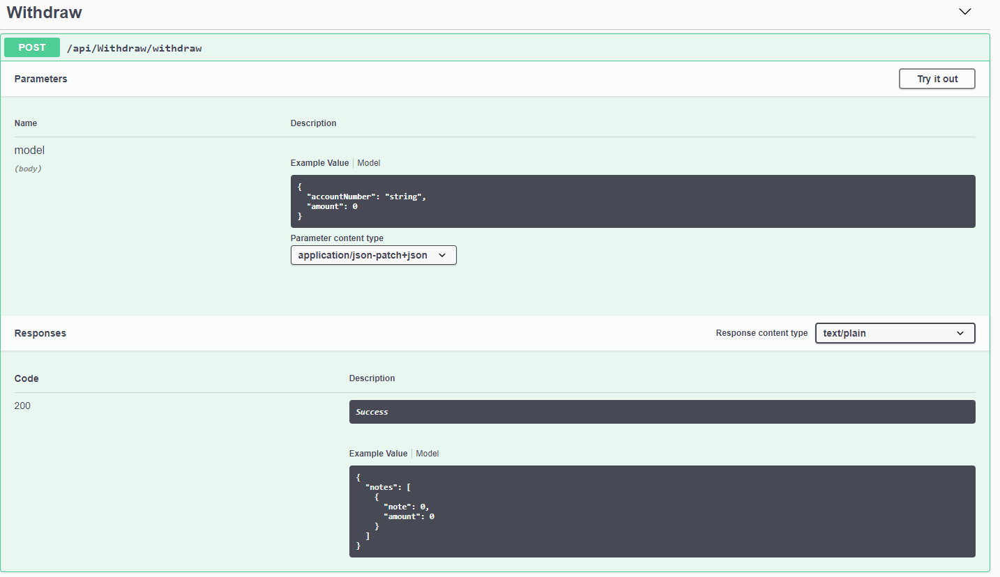 Withdraw
POST /api/Withdraw/withdraw
Parameters Try it out
Name Description
model
(body)
Example Value Model
{
"accountNumber": "string",
"amount": 0
}
Parameter content type
application/json-patch+json
Responses Response content type text/plain
Code Description
200 Success
Example Value Model
{
"notes": [
{
"note": 0,
"amount": 0
}
]
}